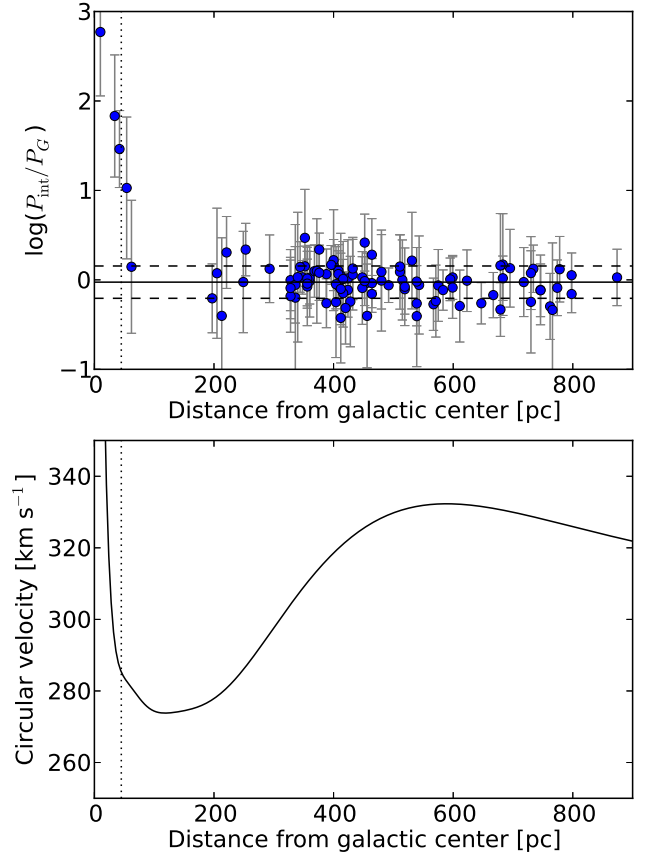 3
2
1
0
−1
log(P_int/P_G)
0 200 400 600 800
Distance from galactic center [pc]
340
320
300
280
260
Circular velocity [km s⁻¹]
0 200 400 600 800
Distance from galactic center [pc]